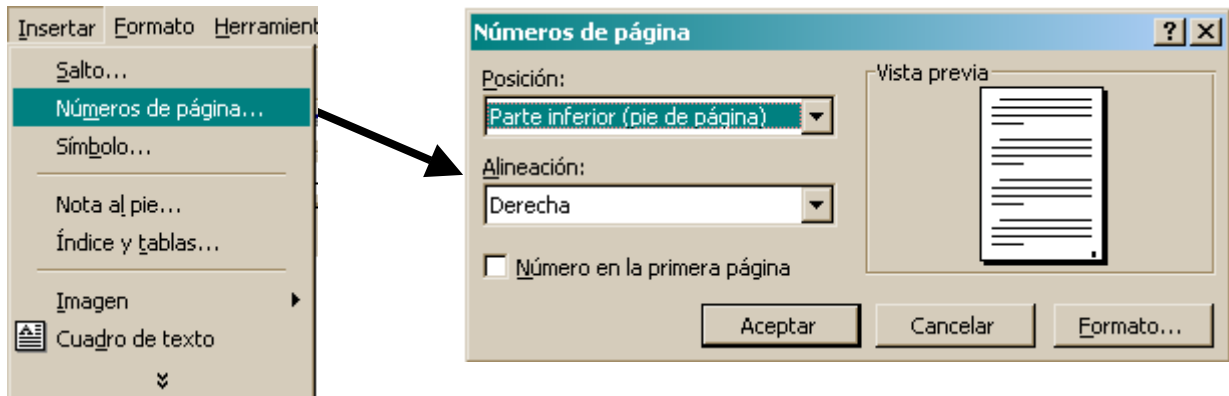 Insertar Formato Herramient
Salto...
Números de página...
Símbolo...
Nota al pie...
Índice y tablas...
Imagen
Cuadro de texto
Números de página
Posición:
Parte inferior (pie de página)
Alineación:
Derecha
Número en la primera página
Vista previa
Aceptar
Cancelar
Formato...